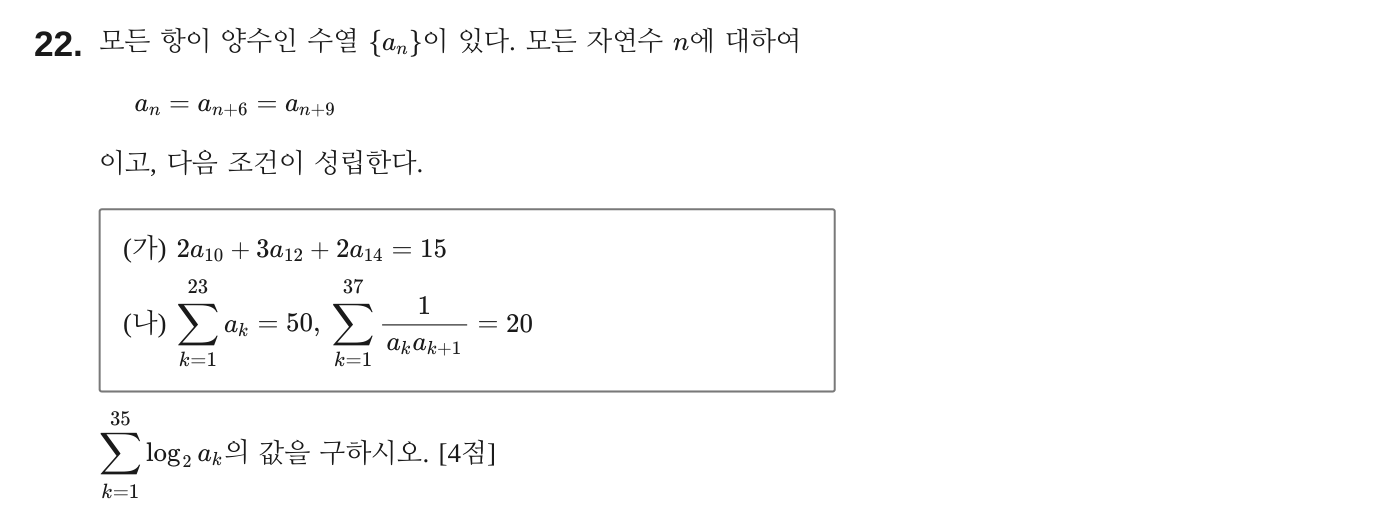 22. 모든 항이 양수인 수열 {aₙ}이 있다. 모든 자연수 n에 대하여
aₙ = aₙ₊₆ = aₙ₊₉
이고, 다음 조건이 성립한다.
(가) 2a₁₀ + 3a₁₂ + 2a₁₄ = 15
(나) ∑_{k=1}^{23} aₖ = 50, ∑_{k=1}^{37} 1/(aₖaₖ₊₁) = 20
∑_{k=1}^{35} log₂ aₖ의 값을 구하시오. [4점]